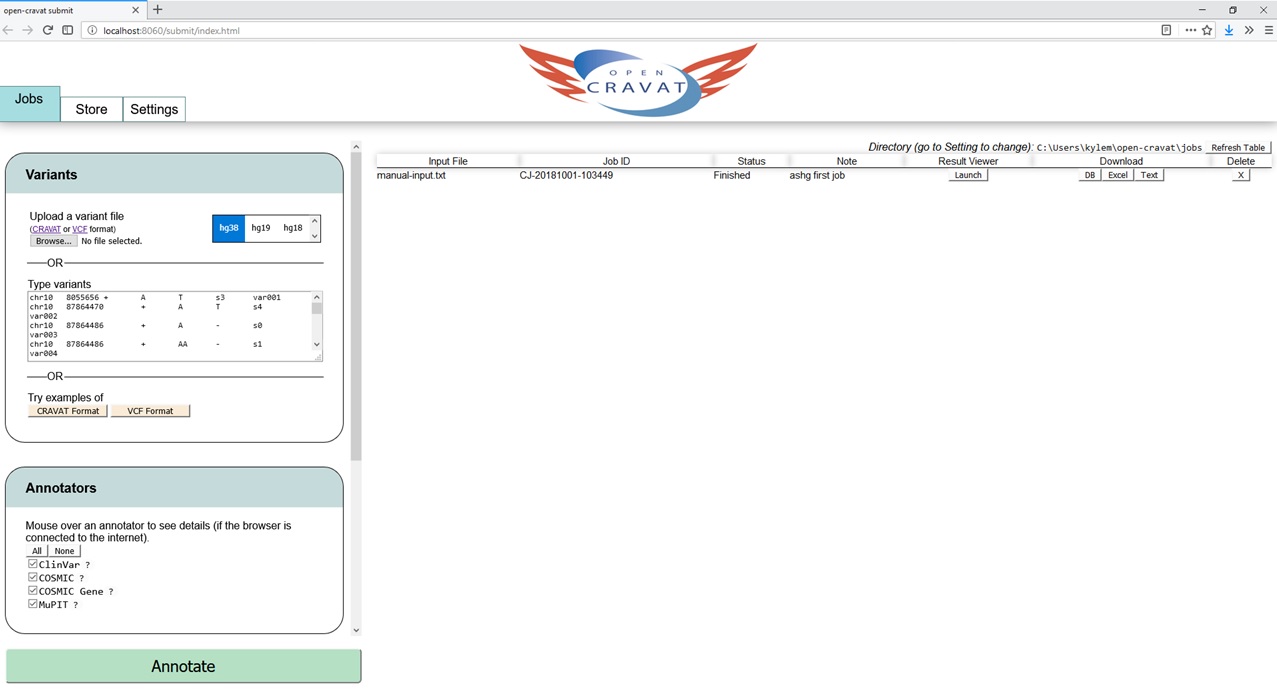 open-cravat submit
localhost:8060/submit/index.html
OPEN
CRAVAT
Jobs
Store
Settings
Variants
Upload a variant file
(CRAVAT or VCF format)
Browse... No file selected.
hg38 hg19 hg18
OR
Type variants
chr10 8055656 + A T s3 var001
chr10 87864470 + A T s4
var002
chr10 87864486 + A - s0
var003
chr10 87864486 + AA - s1
var004
OR
Try examples of
CRAVAT Format VCF Format
Annotators
Mouse over an annotator to see details (if the browser is
connected to the internet).
All None
ClinVar ?
COSMIC ?
COSMIC Gene ?
MuPIT ?
Annotate
Directory (go to Setting to change): C:\Users\kylem\open-cravat\jobs Refresh Table
Input File Job ID Status Note Result Viewer Download Delete
manual-input.txt CJ-20181001-103449 Finished ashg first job Launch DB Excel Text X